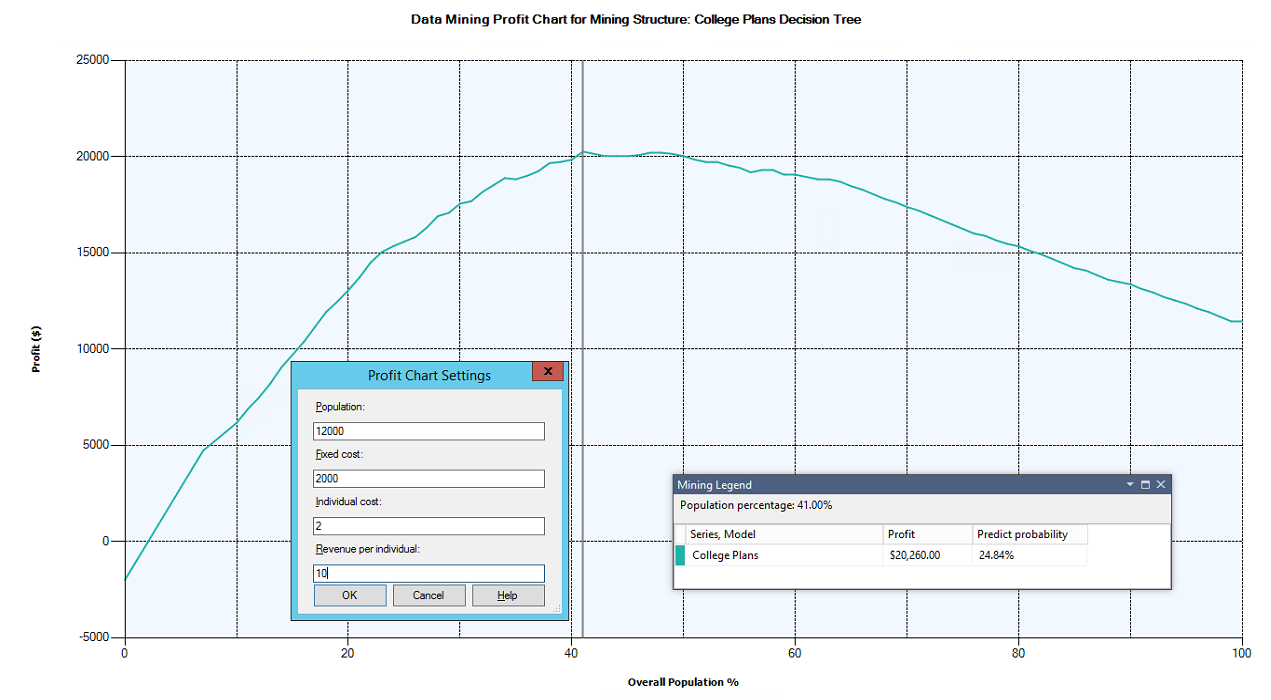 Data Mining Profit Chart for Mining Structure: College Plans Decision Tree
25000
20000
15000
10000
5000
0
-5000
Profit ($)
0 20 40 60 80 100
Overall Population %
Profit Chart Settings
x
Population:
12000
Fixed cost:
2000
Individual cost:
2
Revenue per individual:
10
OK Cancel Help
Mining Legend
Population percentage: 41.00%
Series, Model Profit Predict probability
College Plans $20,260.00 24.84%